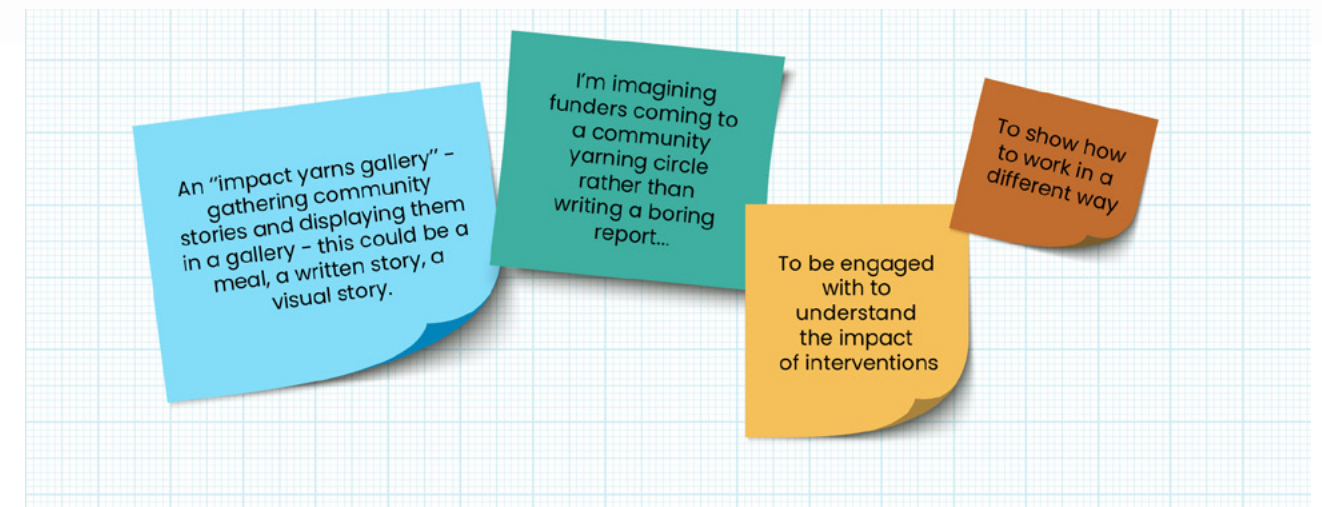 An “impact yarns gallery” -
gathering community
stories and displaying them
in a gallery - this could be a
meal, a written story, a
visual story.
I’m imagining
funders coming to
a community
yarning circle
rather than
writing a boring
report...
To be engaged
with to
understand
the impact
of interventions
To show how
to work in a
different way